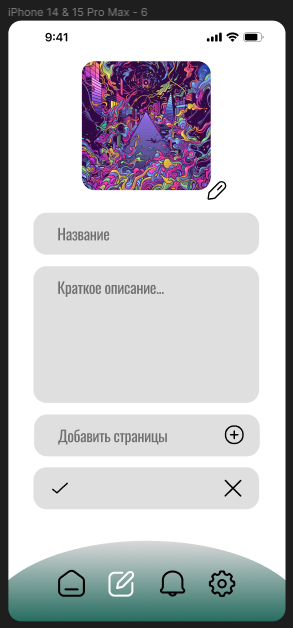 iPhone 14 & 15 Pro Max - 6
9:41
Название
Краткое описание...
Добавить страницы